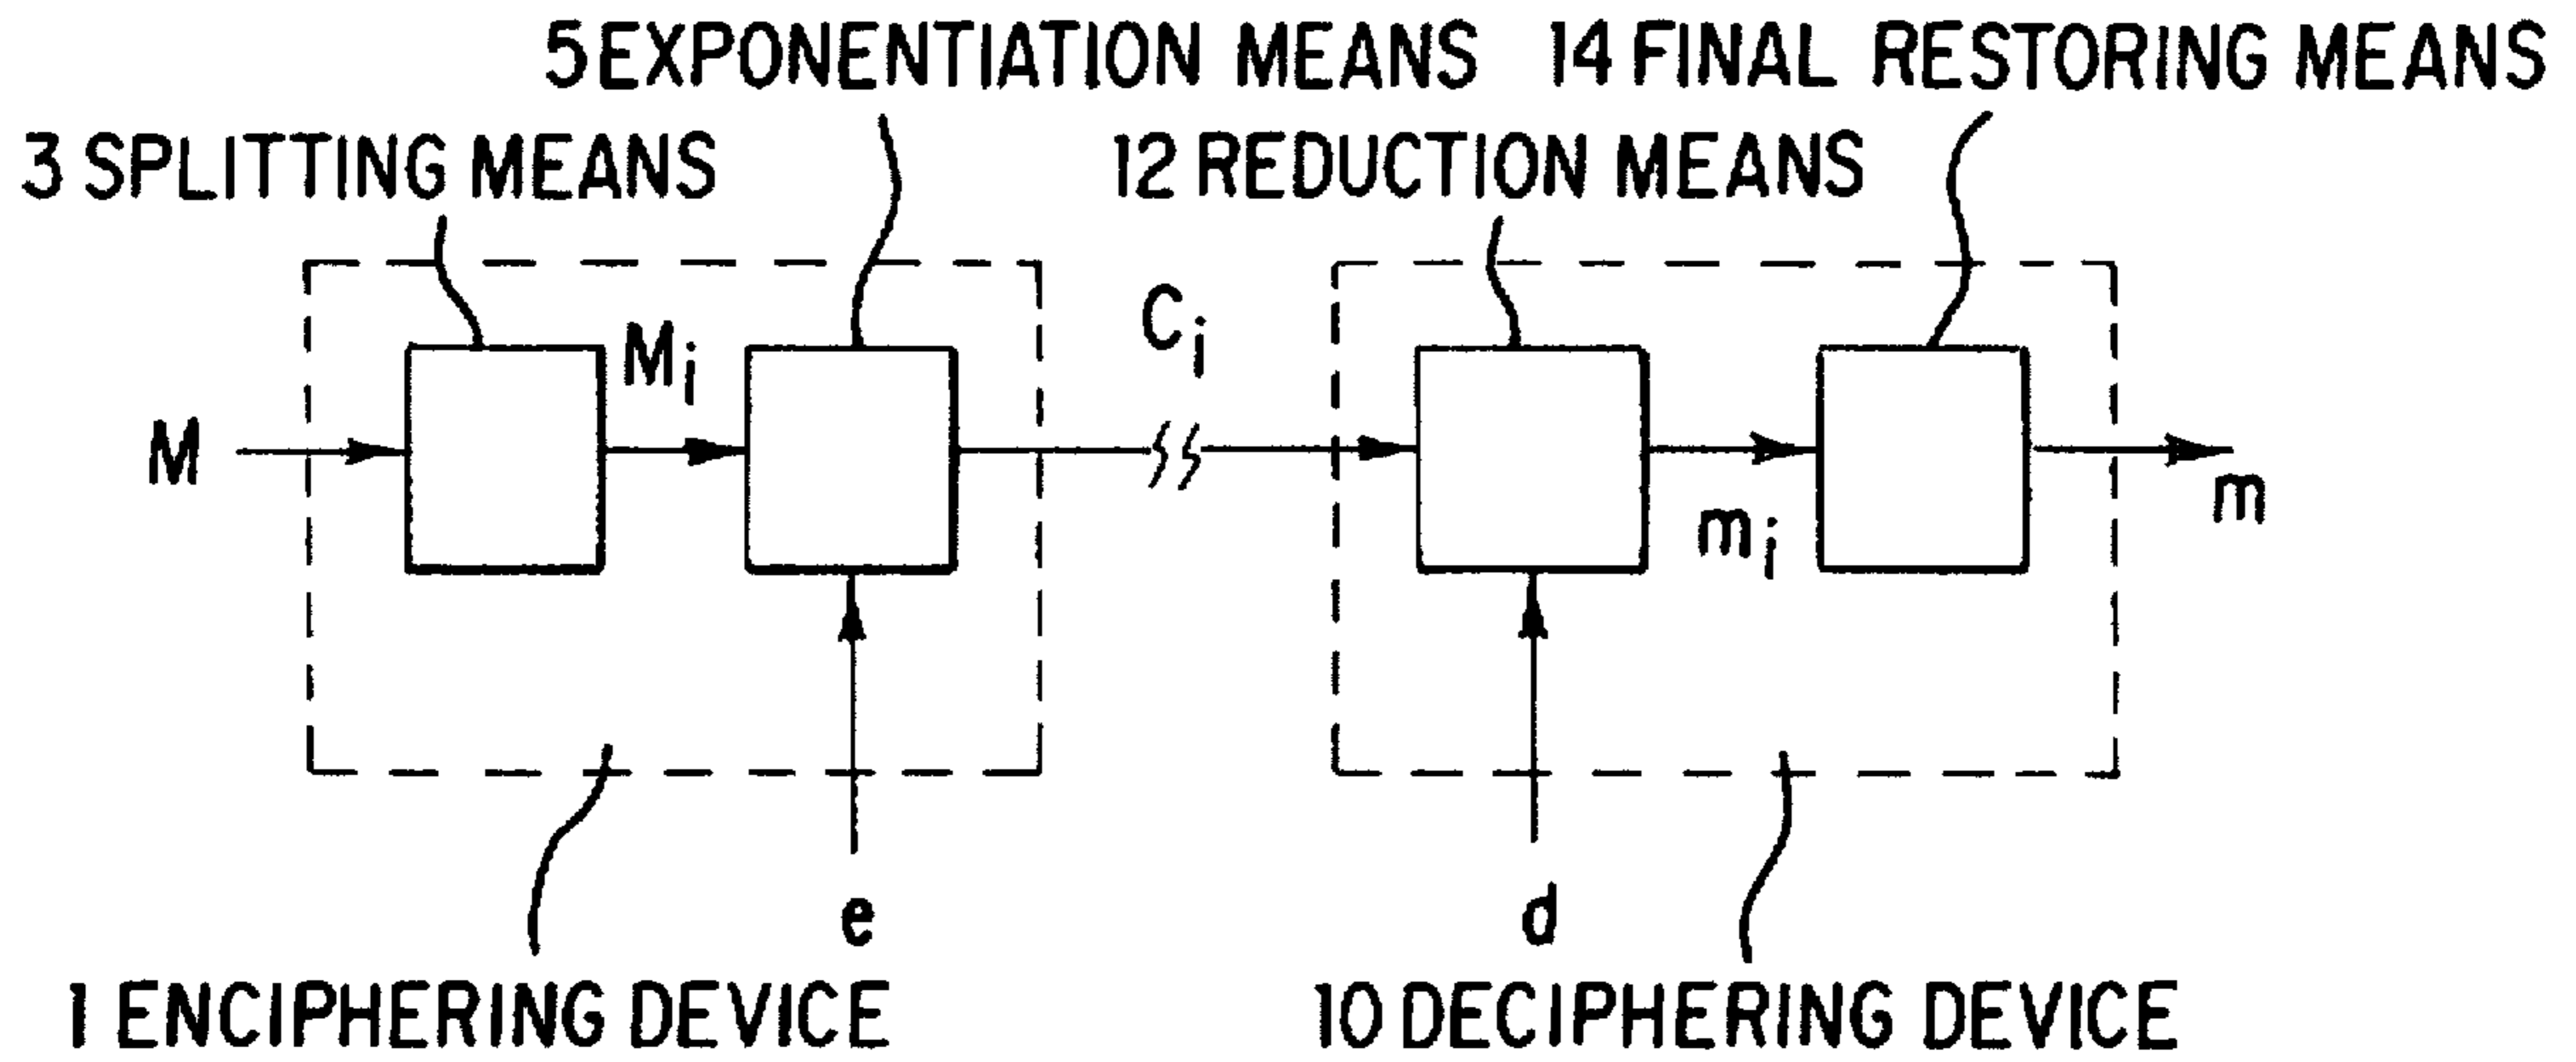 5 EXPONENTIATION MEANS 14 FINAL RESTORING MEANS
3 SPLITTING MEANS 12 REDUCTION MEANS
M
Mi
Ci
mi
m
e
d
1 ENCIPHERING DEVICE
10 DECIPHERING DEVICE